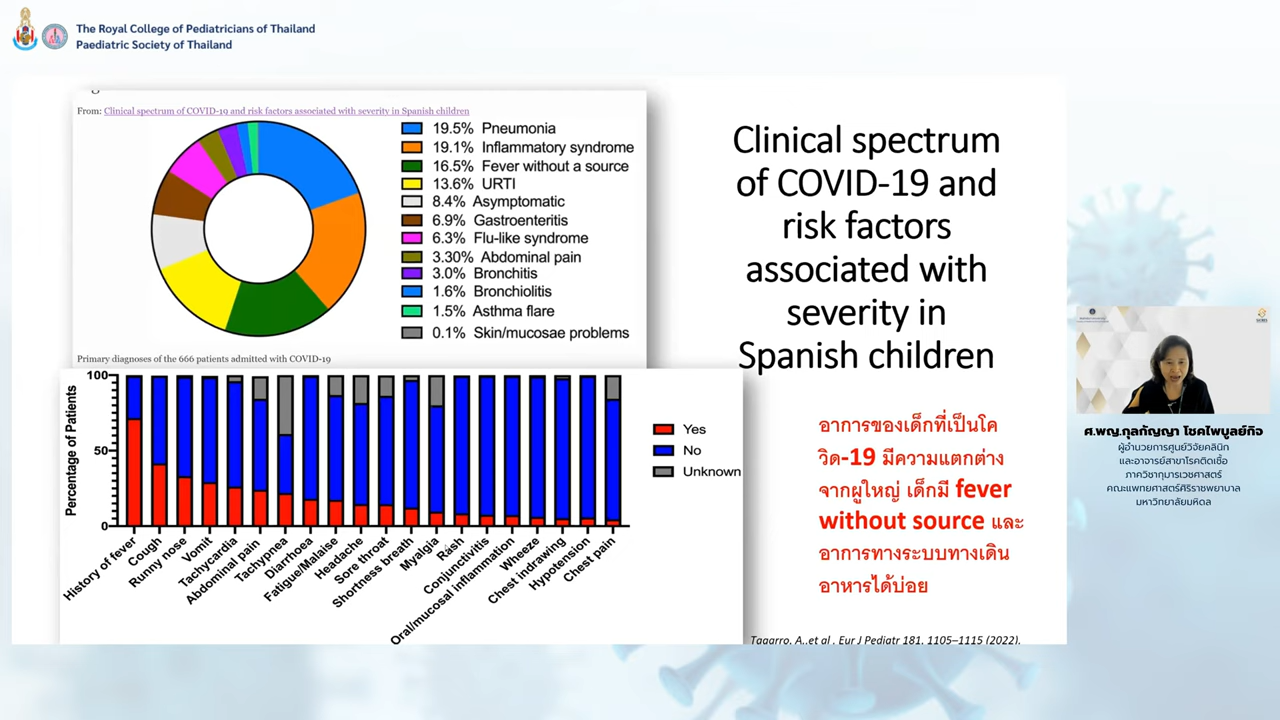 The Royal College of Pediatricians of Thailand
Paediatric Society of Thailand
From: Clinical spectrum of COVID-19 and risk factors associated with severity in Spanish children
19.5% Pneumonia
19.1% Inflammatory syndrome
16.5% Fever without a source
13.6% URTI
8.4% Asymptomatic
6.9% Gastroenteritis
6.3% Flu-like syndrome
3.30% Abdominal pain
3.0% Bronchitis
1.6% Bronchiolitis
1.5% Asthma flare
0.1% Skin/mucosae problems
Primary diagnoses of the 666 patients admitted with COVID-19
Percentage of Patients
100
50
0
History of fever
Cough
Runny nose
Vomit
Tachycardia
Abdominal pain
Tachypnea
Diarrhoea
Fatigue/Malaise
Headache
Sore throat
Shortness breath
Myalgia
Rash
Conjunctivitis
Oral/mucosal inflammation
Wheeze
Chest indrawing
Hypotension
Chest pain
Yes
No
Unknown
Clinical spectrum
of COVID-19 and
risk factors
associated with
severity in
Spanish children
อาการของเด็กที่เป็นโค
วิด-19 มีความแตกต่าง
จากผู้ใหญ่ เด็กมี fever
without source และ
อาการทางระบบทางเดิน
อาหารได้บ่อย
Tagarro, A.,et al . Eur J Pediatr 181, 1105–1115 (2022).
ศ.พญ.กุลกัญญา โชคไพบูลย์กิจ
ผู้อำนวยการศูนย์วิจัยคลินิก
และอาจารย์สาขาโรคติดเชื้อ
ภาควิชากุมารเวชศาสตร์
คณะแพทยศาสตร์ศิริราชพยาบาล
มหาวิทยาลัยมหิดล